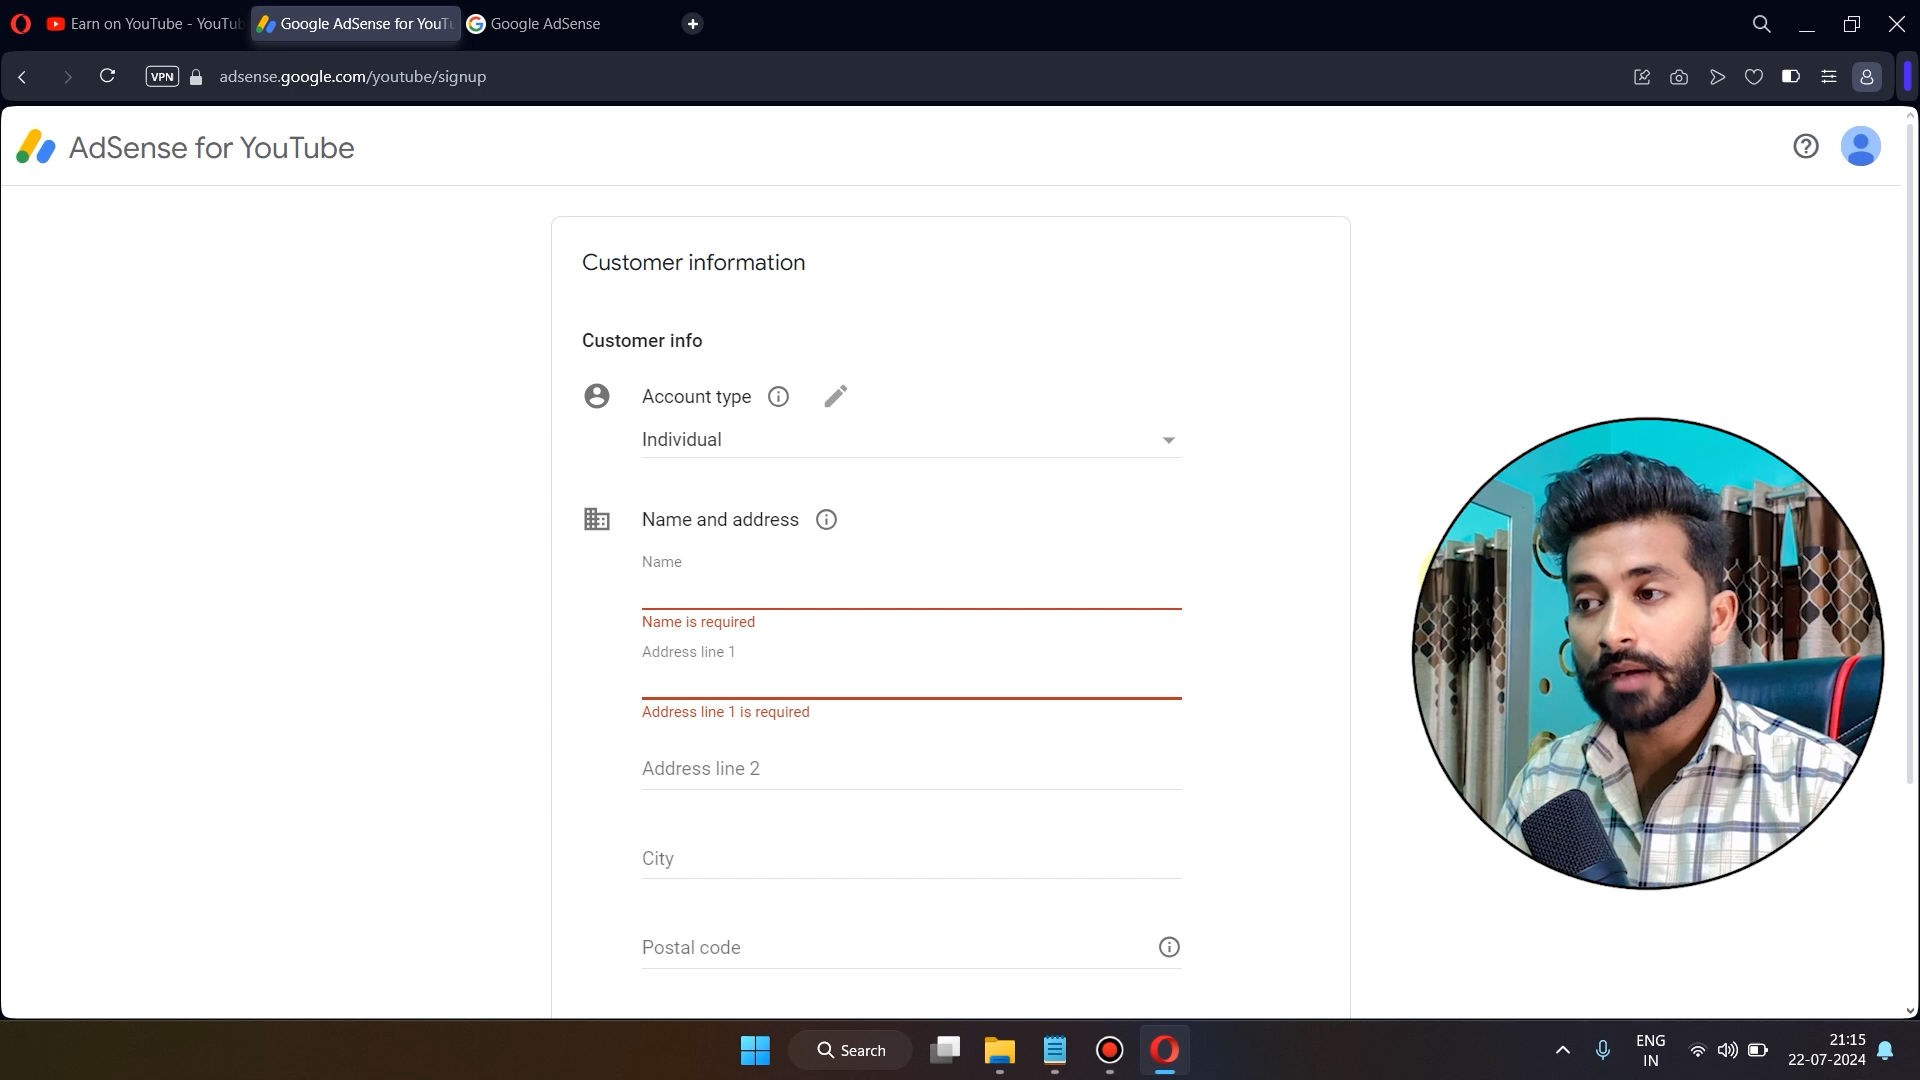 Earn on YouTube - YouTub
Google AdSense for YouTu
Google AdSense
VPN
adsense.google.com/youtube/signup
AdSense for YouTube
Customer information
Customer info
Account type
Individual
Name and address
Name
Name is required
Address line 1
Address line 1 is required
Address line 2
City
Postal code
Search
ENG
IN
21:15
22-07-2024